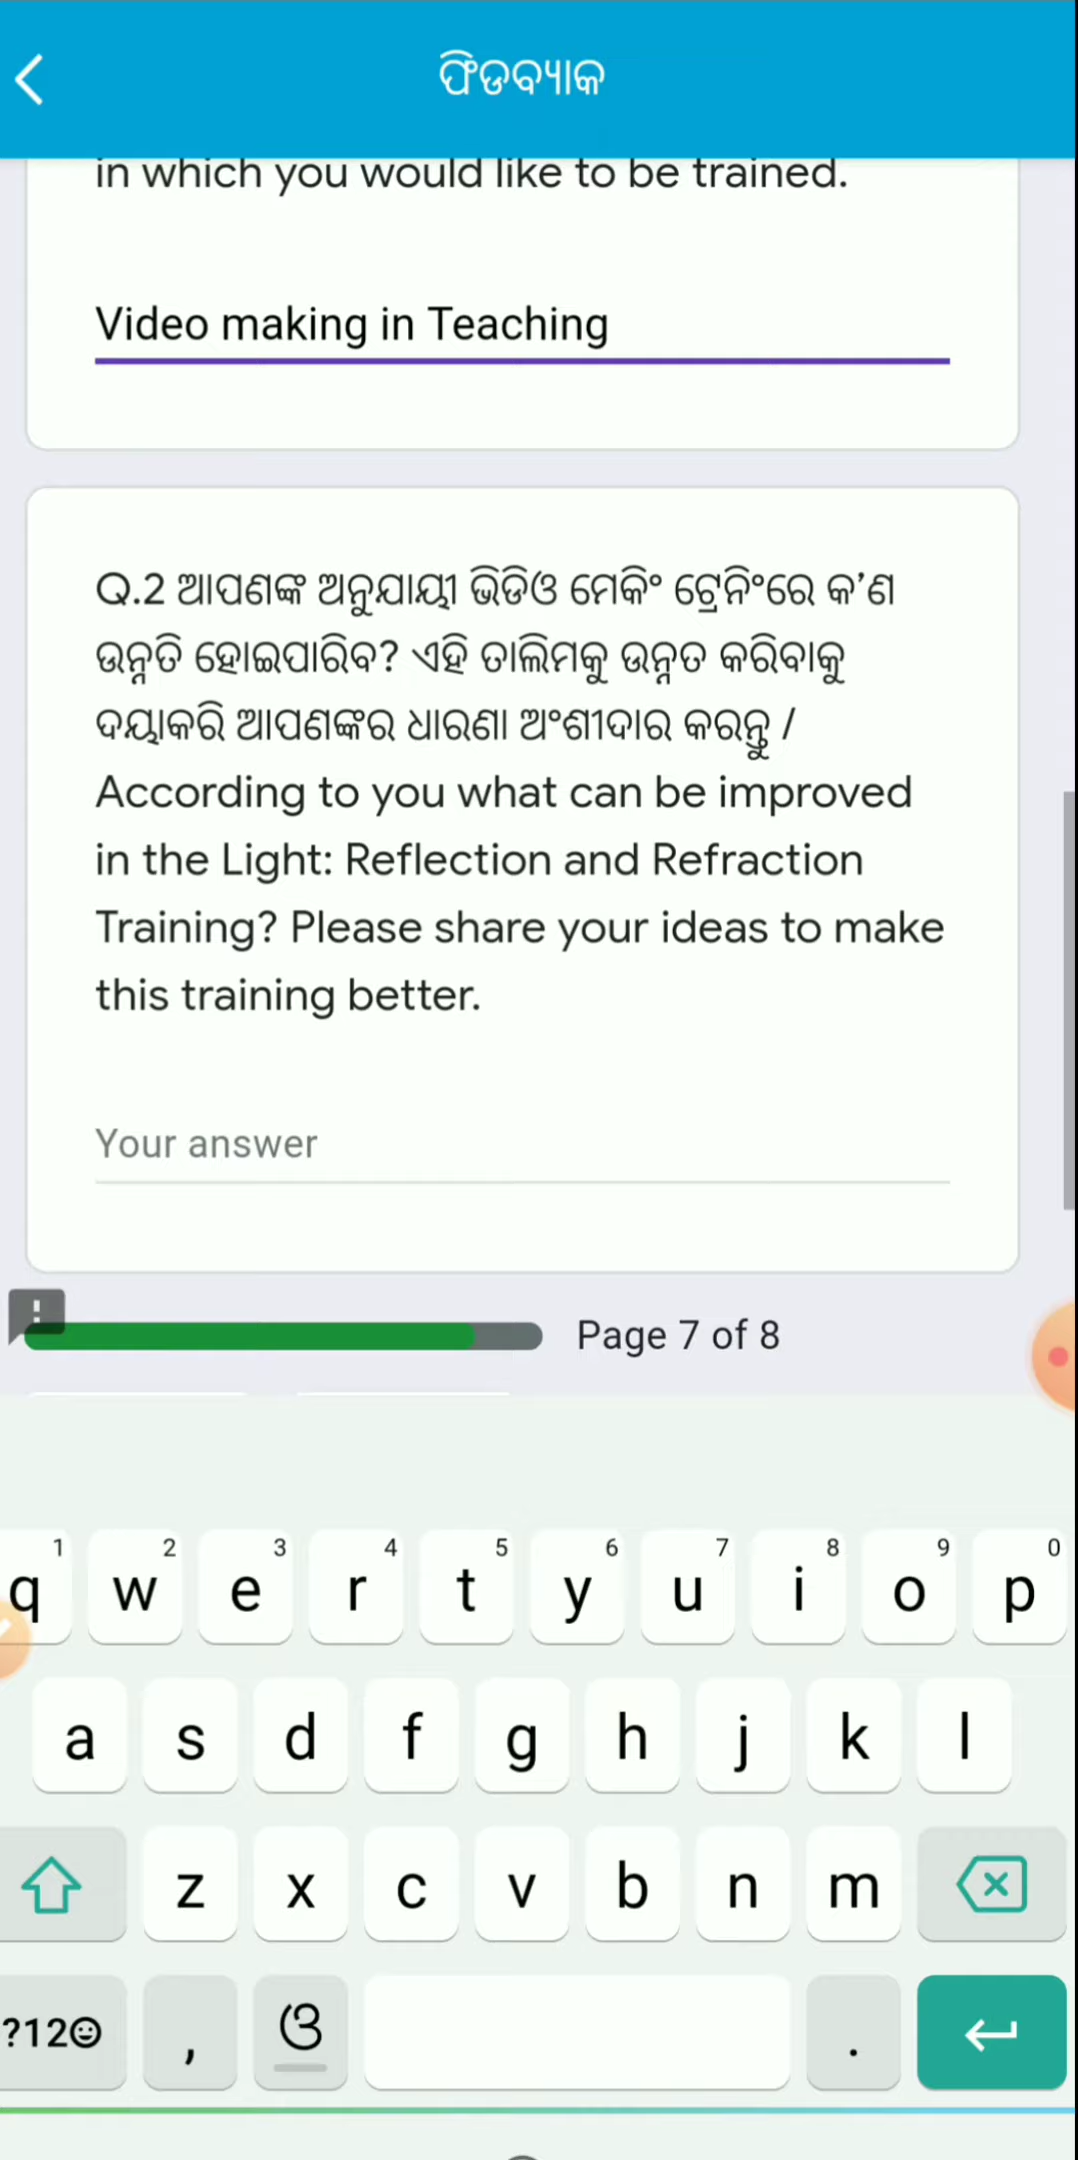 ଫିଡବ୍ୟାକ
in which you would like to be trained.
Video making in Teaching
Q.2 ଆପଣଙ୍କ ଅନୁଯାୟୀ ଭିଡିଓ ମେକିଂ ଟ୍ରେନିଂରେ କ'ଣ
ଉନ୍ନତି ହୋଇପାରିବ? ଏହି ତାଲିମକୁ ଉନ୍ନତ କରିବାକୁ
ଦୟାକରି ଆପଣଙ୍କର ଧାରଣା ଅଂଶୀଦାର କରନ୍ତୁ /
According to you what can be improved
in the Light: Reflection and Refraction
Training? Please share your ideas to make
this training better.
Your answer
Page 7 of 8
1 2 3 4 5 6 7 8 9 0
q w e r t y u i o p
a s d f g h j k l
z x c v b n m
?12☺ , ଓ .